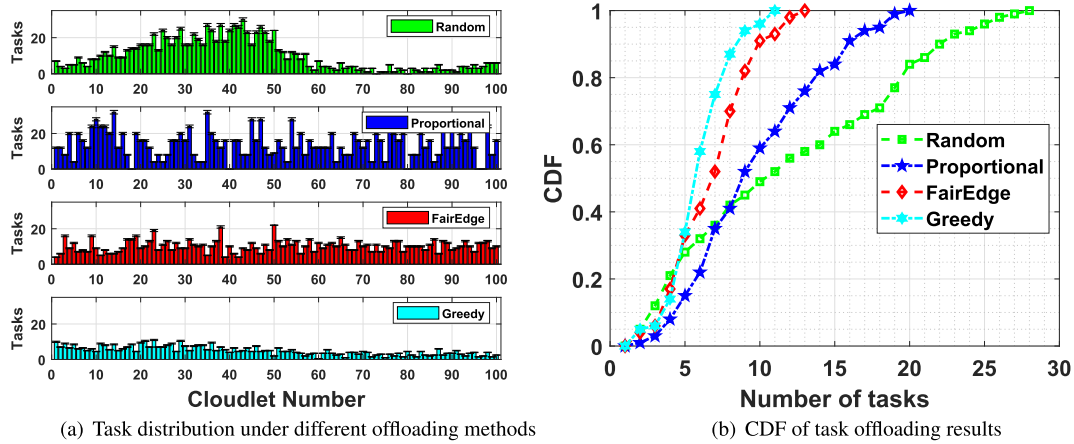 Tasks
20
0
Random
0 10 20 30 40 50 60 70 80 90 100
Tasks
20
0
Proportional
0 10 20 30 40 50 60 70 80 90 100
Tasks
20
0
FairEdge
0 10 20 30 40 50 60 70 80 90 100
Tasks
20
0
Greedy
0 10 20 30 40 50 60 70 80 90 100
Cloudlet Number
(a) Task distribution under different offloading methods
CDF
1
0.8
0.6
0.4
0.2
0
Random
Proportional
FairEdge
Greedy
0 5 10 15 20 25 30
Number of tasks
(b) CDF of task offloading results